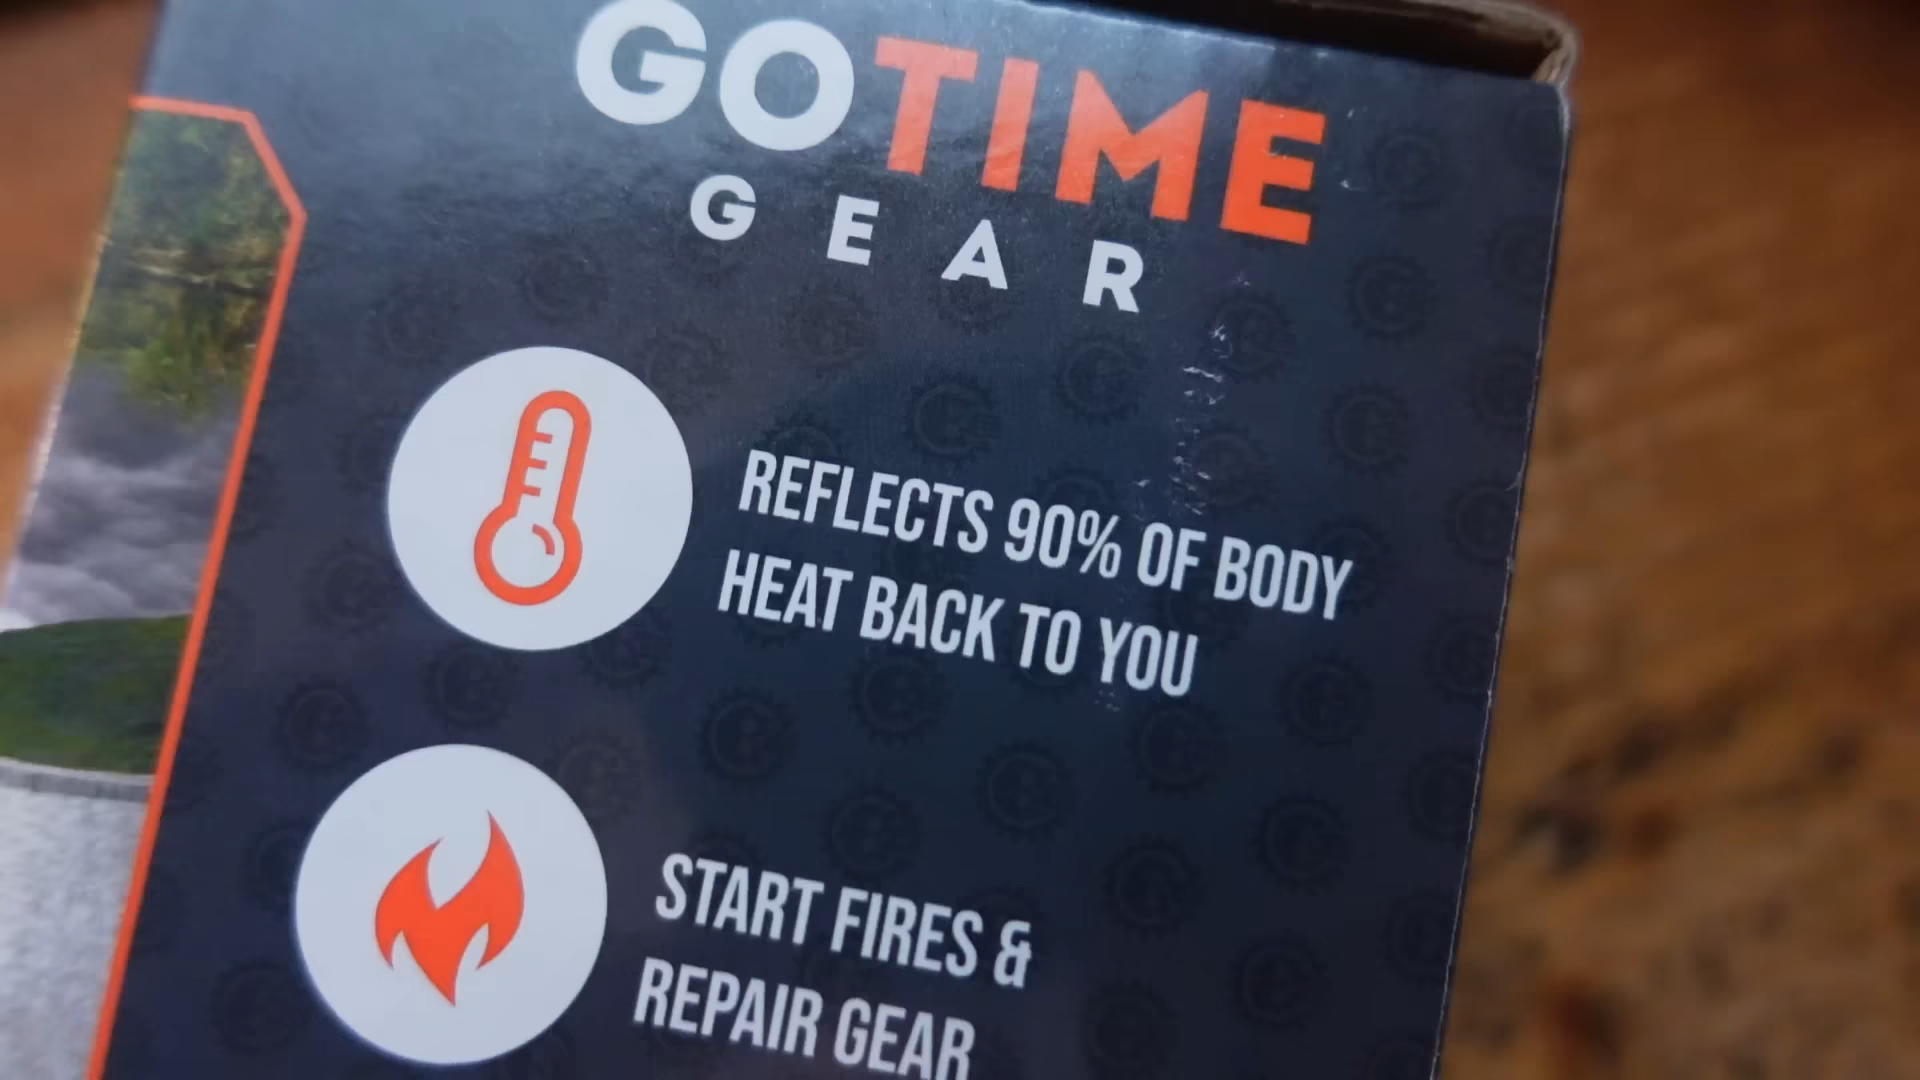 GOTIME
GEAR
REFLECTS 90% OF BODY
HEAT BACK TO YOU
START FIRES &
REPAIR GEAR